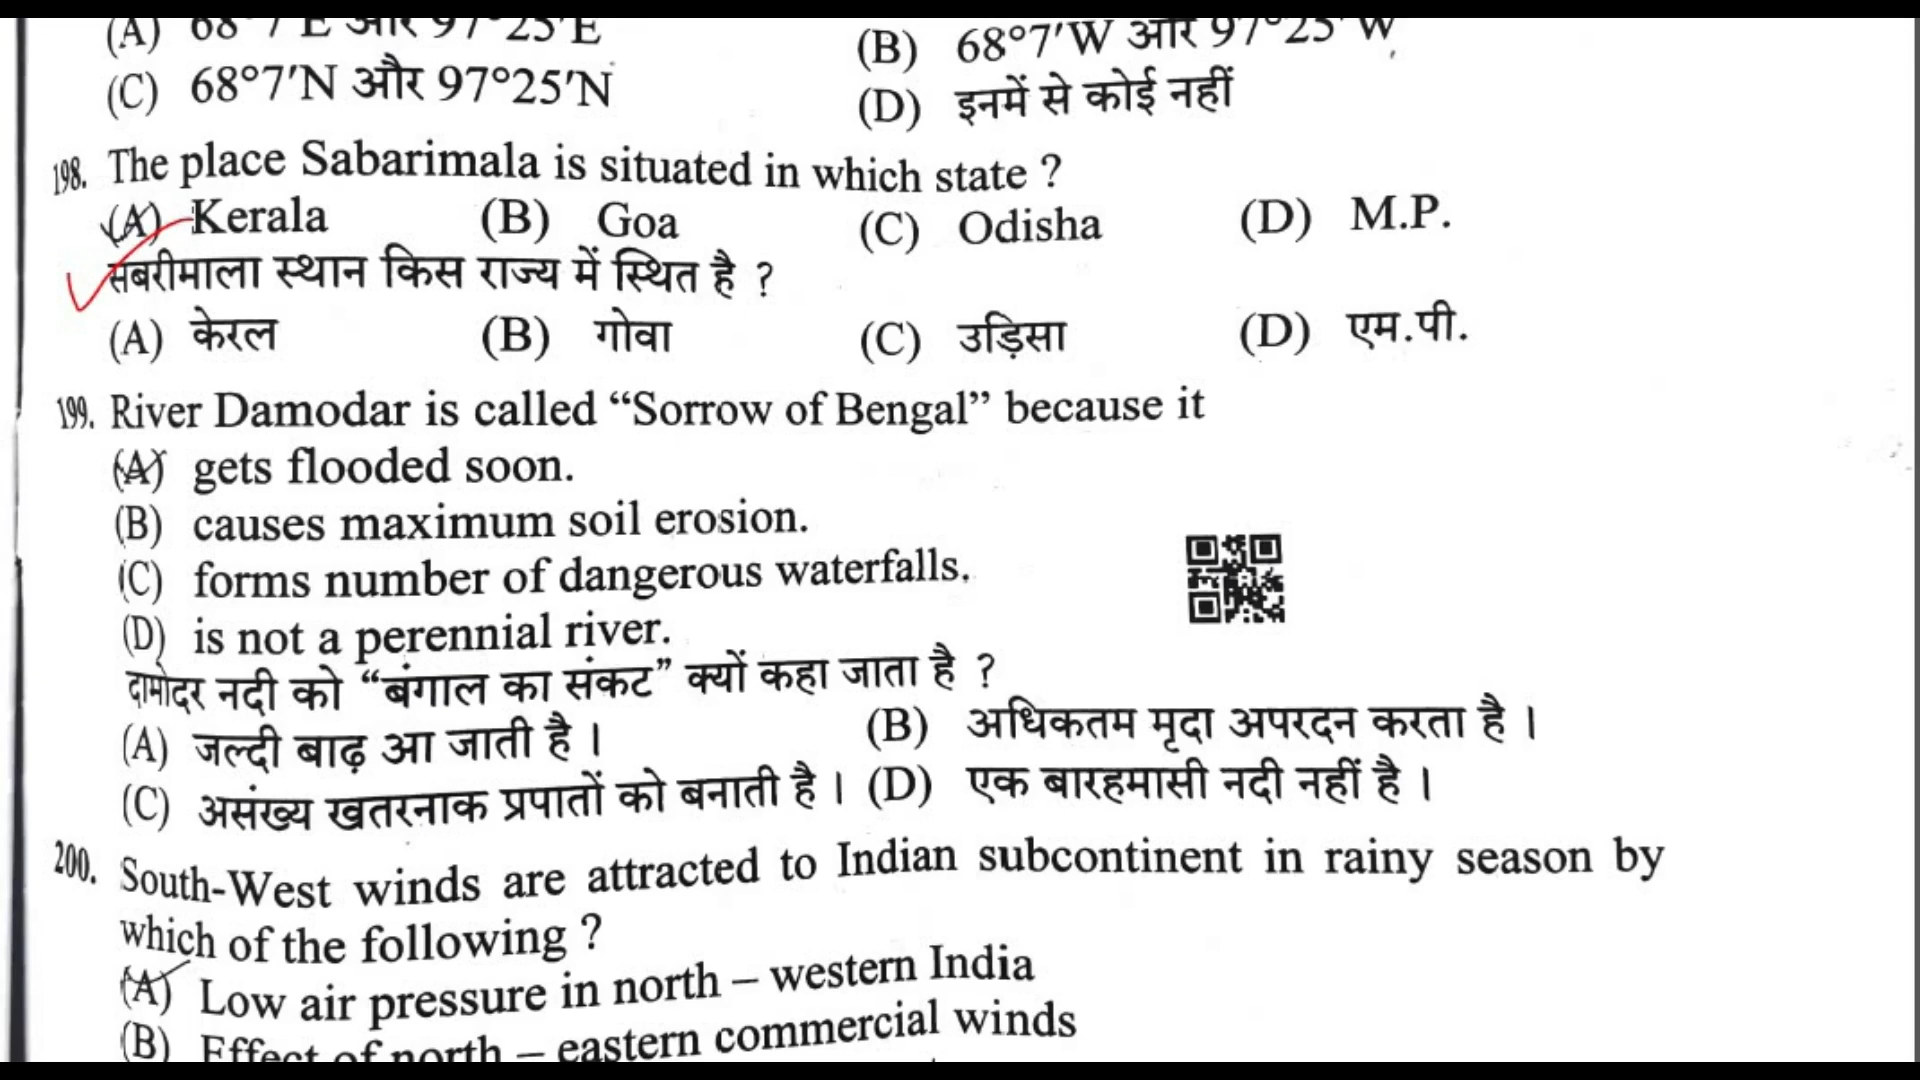 (A) 68°7′E और 97°25′E (B) 68°7′W और 97°25′W
(C) 68°7′N और 97°25′N (D) इनमें से कोई नहीं
198. The place Sabarimala is situated in which state ?
(A) Kerala (B) Goa (C) Odisha (D) M.P.
सबरीमाला स्थान किस राज्य में स्थित है ?
(A) केरल (B) गोवा (C) उड़िसा (D) एम.पी.
199. River Damodar is called “Sorrow of Bengal” because it
(A) gets flooded soon.
(B) causes maximum soil erosion.
(C) forms number of dangerous waterfalls.
(D) is not a perennial river.
दामोदर नदी को “बंगाल का संकट” क्यों कहा जाता है ?
(A) जल्दी बाढ़ आ जाती है । (B) अधिकतम मृदा अपरदन करता है ।
(C) असंख्य खतरनाक प्रपातों को बनाती है । (D) एक बारहमासी नदी नहीं है ।
200. South-West winds are attracted to Indian subcontinent in rainy season by
which of the following ?
(A) Low air pressure in north – western India
(B) Effect of north – eastern commercial winds